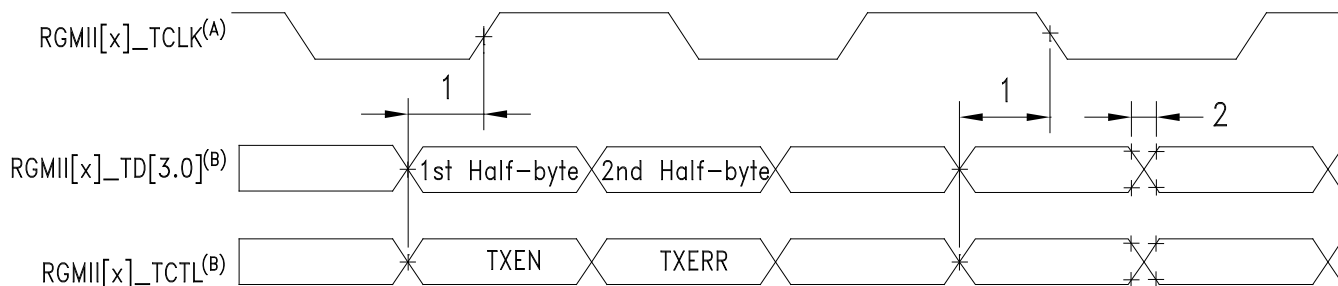 RGMII[x]_TCLK(A)
1
1
2
RGMII[x]_TD[3.0](B)
1st Half-byte
2nd Half-byte
RGMII[x]_TCTL(B)
TXEN
TXERR